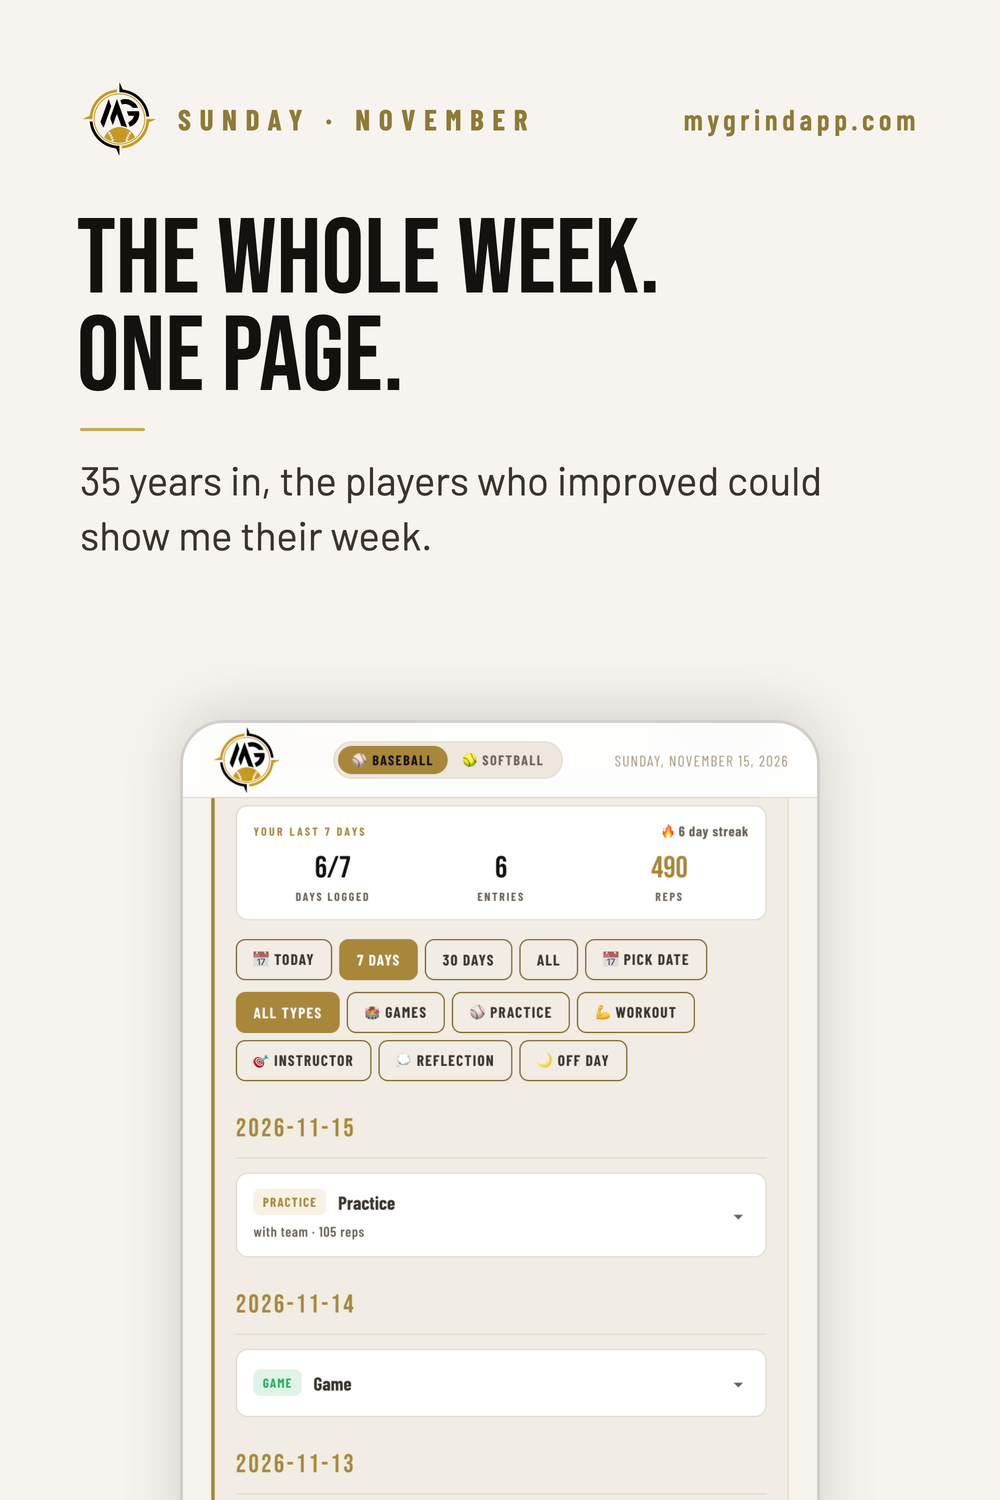 MG
SUNDAY · NOVEMBER
mygrindapp.com
THE WHOLE WEEK.
ONE PAGE.
35 years in, the players who improved could
show me their week.
MG
BASEBALL
SOFTBALL
SUNDAY, NOVEMBER 15, 2026
YOUR LAST 7 DAYS
6 day streak
6/7
6
490
DAYS LOGGED
ENTRIES
REPS
TODAY
7 DAYS
30 DAYS
ALL
PICK DATE
ALL TYPES
GAMES
PRACTICE
WORKOUT
INSTRUCTOR
REFLECTION
OFF DAY
2026-11-15
PRACTICE
Practice
with team · 105 reps
2026-11-14
GAME
Game
2026-11-13